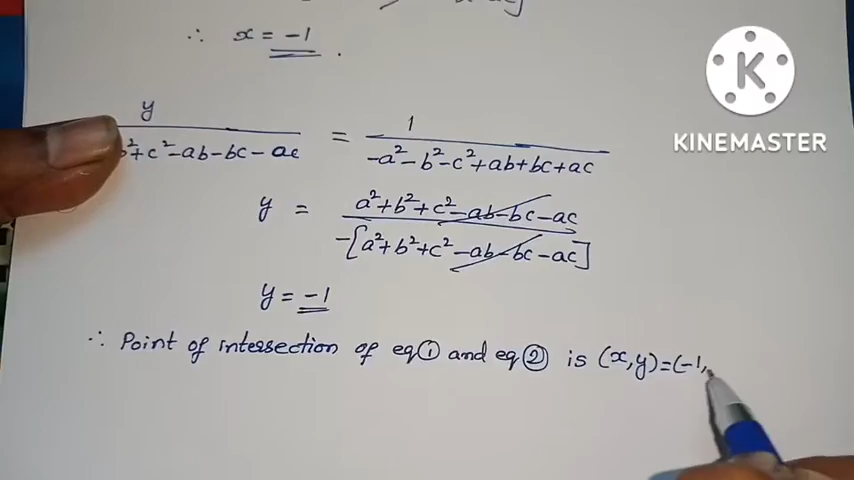 ∴ x = -1.
y / ²+c²-ab-bc-ac = 1 / -a²-b²-c²+ab+bc+ac
y = a²+b²+c²-ab-bc-ac / -[a²+b²+c²-ab-bc-ac]
y = -1
∴ Point of intersection of eq① and eq② is (x,y)=(-1,
KINEMASTER